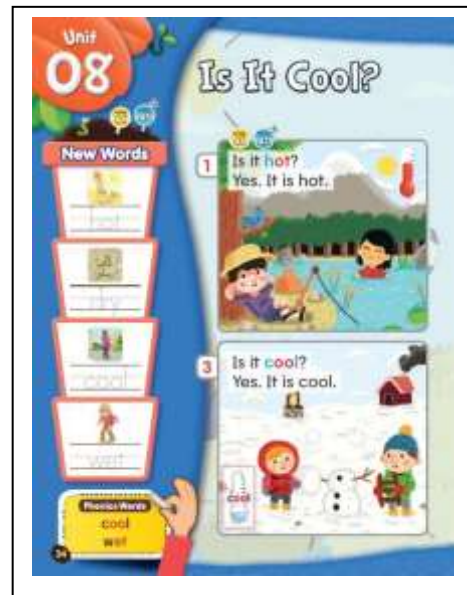 Unit
08
Is It Cool?
New Words
hot
dry
cool
wet
Phonics Words
cool
wet
34
1
Is it hot?
Yes. It is hot.
3
Is it cool?
Yes. It is cool.
cool